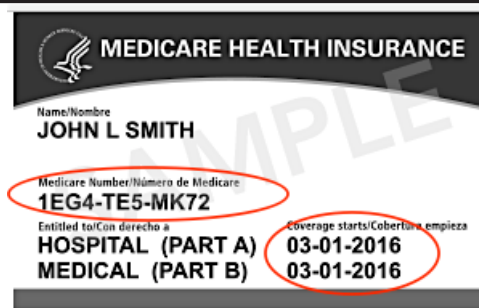 MEDICARE HEALTH INSURANCE
Name/Nombre
JOHN L SMITH
SAMPLE
Medicare Number/Número de Medicare
1EG4-TE5-MK72
Entitled to/Con derecho a Coverage starts/Cobertura empieza
HOSPITAL (PART A) 03-01-2016
MEDICAL (PART B) 03-01-2016